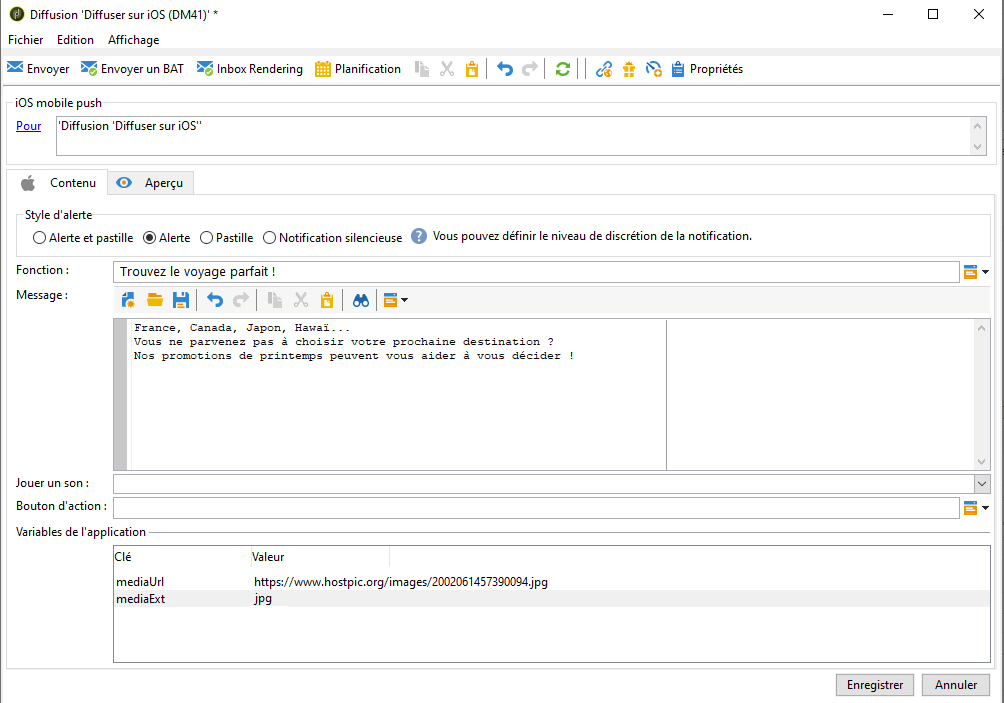 Diffusion 'Diffuser sur iOS (DM41)' *
Fichier Edition Affichage
Envoyer Envoyer un BAT Inbox Rendering Planification Propriétés
iOS mobile push
Pour 'Diffusion 'Diffuser sur iOS''
Contenu Aperçu
Style d'alerte
Alerte et pastille Alerte Pastille Notification silencieuse ? Vous pouvez définir le niveau de discrétion de la notification.
Fonction : Trouvez le voyage parfait !
Message :
France, Canada, Japon, Hawaï...
Vous ne parvenez pas à choisir votre prochaine destination ?
Nos promotions de printemps peuvent vous aider à vous décider !
Jouer un son :
Bouton d'action :
Variables de l'application
Clé Valeur
mediaUrl https://www.hostpic.org/images/2002061457390094.jpg
mediaExt jpg
Enregistrer Annuler